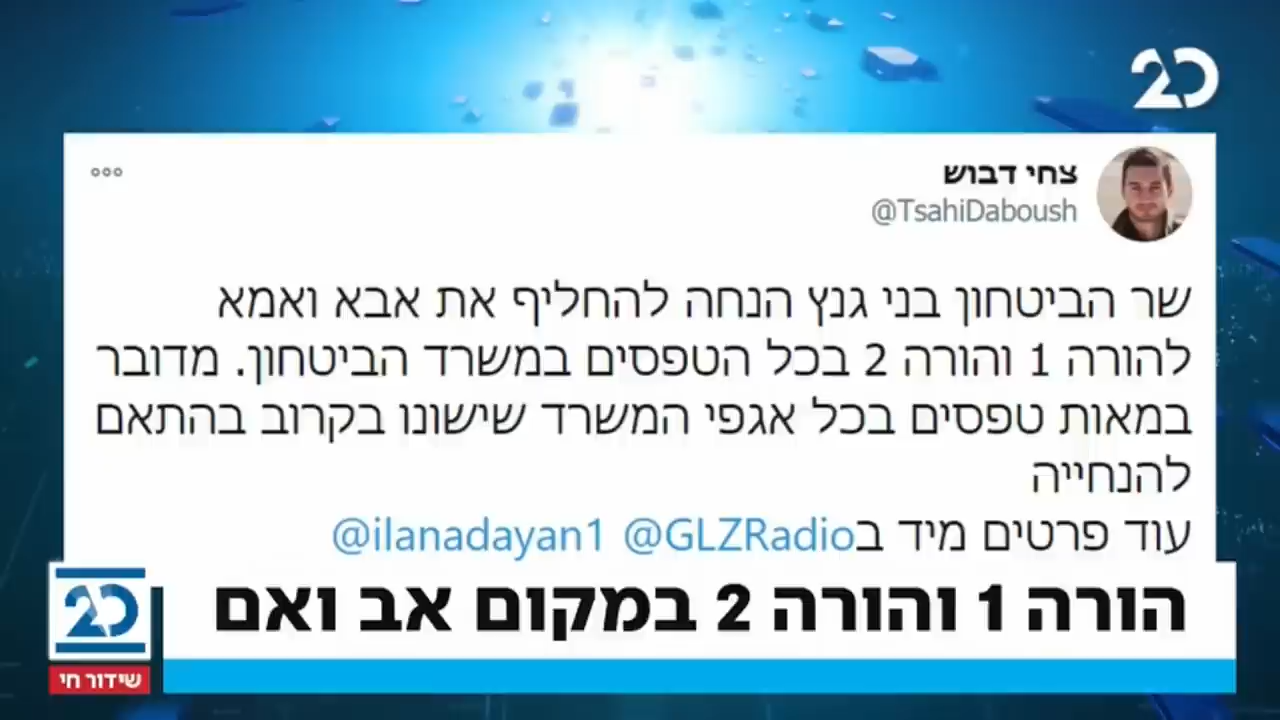 20
צחי דבוש
@TsahiDaboush
שר הביטחון בני גנץ הנחה להחליף את אבא ואמא
להורה 1 והורה 2 בכל הטפסים במשרד הביטחון. מדובר
במאות טפסים בכל אגפי המשרד שישונו בקרוב בהתאם
להנחייה
עוד פרטים מיד ב@GLZRadio @ilanadayan1
הורה 1 והורה 2 במקום אב ואם
20
שידור חי